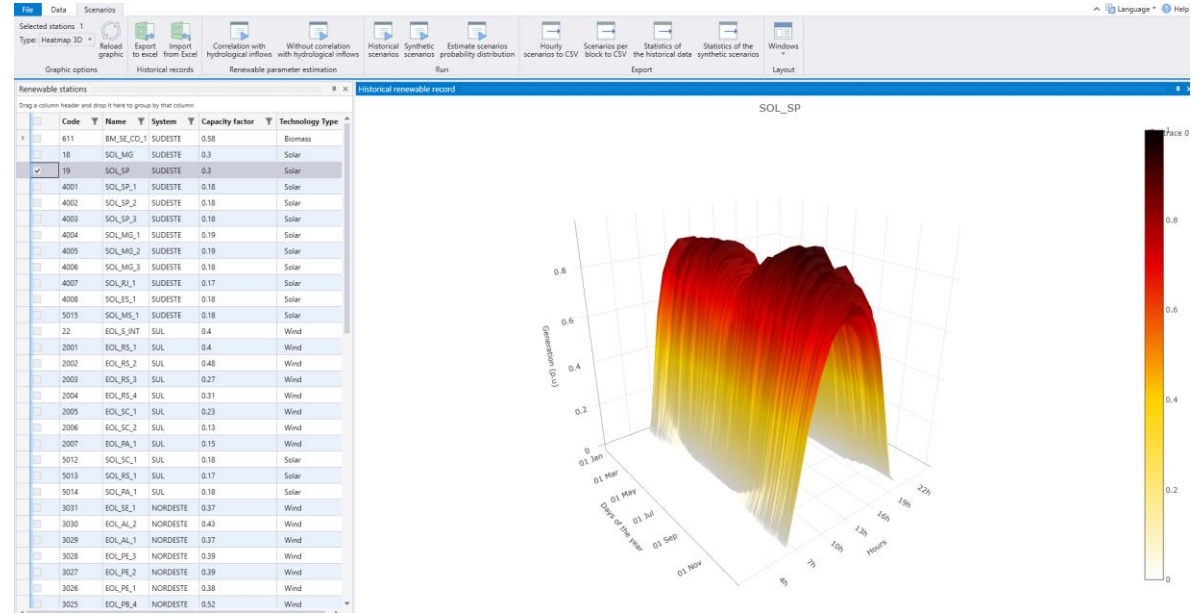 File Data Scenarios Language Help
Selected stations 1
Type: Heatmap 3D
Reload graphic
Export to excel
Import from Excel
Correlation with hydrological inflows
Without correlation with hydrological inflows
Historical scenarios
Synthetic scenarios
Estimate scenarios probability distribution
Hourly scenarios to CSV
Scenarios per block to CSV
Statistics of the historical data
Statistics of the synthetic scenarios
Windows
Graphic options Historical records Renewable parameter estimation Run Export Layout
Renewable stations
Drag a column header and drop it here to group by that column
Code Name System Capacity factor Technology Type
611 BM_SE_CO_1 SUDESTE 0.58 Biomass
18 SOL_MG SUDESTE 0.3 Solar
19 SOL_SP SUDESTE 0.3 Solar
4001 SOL_SP_1 SUDESTE 0.18 Solar
4002 SOL_SP_2 SUDESTE 0.18 Solar
4003 SOL_SP_3 SUDESTE 0.18 Solar
4004 SOL_MG_1 SUDESTE 0.19 Solar
4005 SOL_MG_2 SUDESTE 0.19 Solar
4006 SOL_MG_3 SUDESTE 0.18 Solar
4007 SOL_RJ_1 SUDESTE 0.17 Solar
4008 SOL_ES_1 SUDESTE 0.18 Solar
5015 SOL_MS_1 SUDESTE 0.18 Solar
22 EOL_S_INT SUL 0.4 Wind
2001 EOL_RS_1 SUL 0.4 Wind
2002 EOL_RS_2 SUL 0.48 Wind
2003 EOL_RS_3 SUL 0.27 Wind
2004 EOL_RS_4 SUL 0.31 Wind
2005 EOL_SC_1 SUL 0.23 Wind
2006 EOL_SC_2 SUL 0.13 Wind
2007 EOL_PA_1 SUL 0.15 Wind
5012 SOL_SC_1 SUL 0.18 Solar
5013 SOL_RS_1 SUL 0.17 Solar
5014 SOL_PA_1 SUL 0.18 Solar
3031 EOL_SE_1 NORDESTE 0.37 Wind
3030 EOL_AL_2 NORDESTE 0.43 Wind
3029 EOL_AL_1 NORDESTE 0.37 Wind
3028 EOL_PE_3 NORDESTE 0.39 Wind
3027 EOL_PE_2 NORDESTE 0.39 Wind
3026 EOL_PE_1 NORDESTE 0.38 Wind
3025 EOL_PB_4 NORDESTE 0.52 Wind
Historical renewable record
SOL_SP
trace 0
1
0.8
0.6
0.4
0.2
0
Generation (p.u)
0.8
0.6
0.4
0.2
0
01 Jan
01 Mar
01 May
01 Jul
01 Sep
01 Nov
Days of the year
4h
7h
10h
13h
16h
19h
22h
Hours